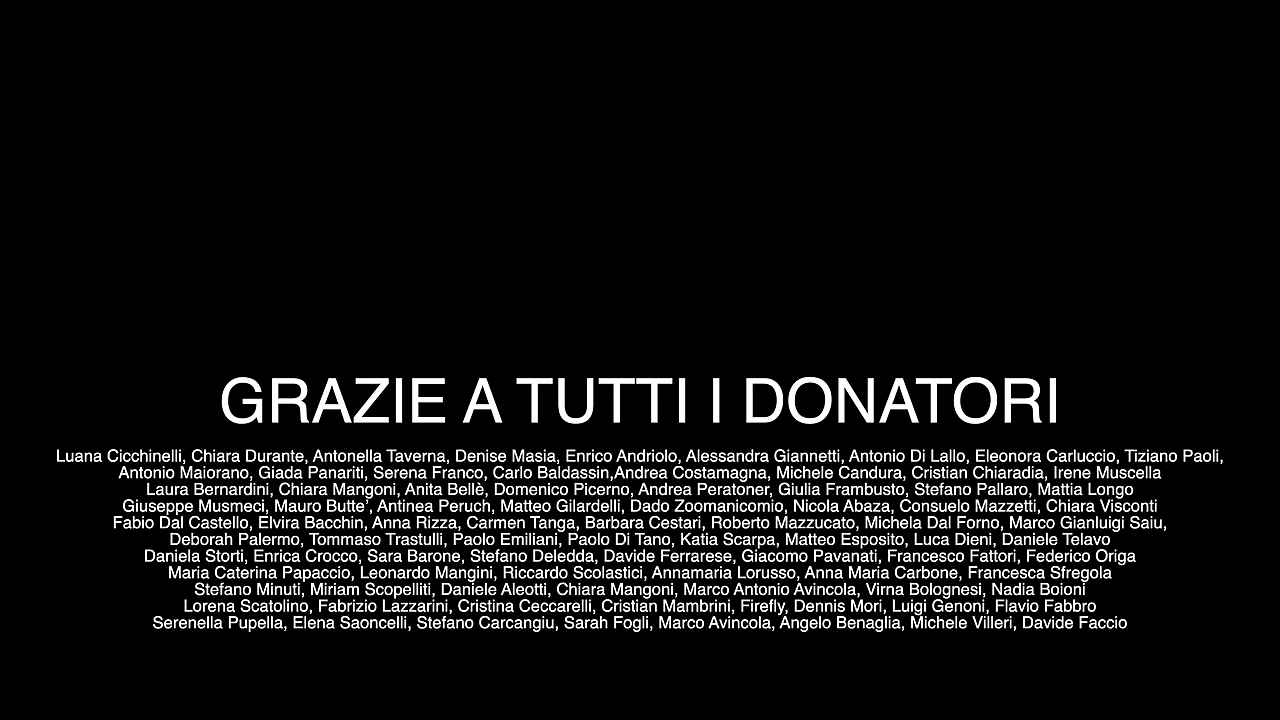 GRAZIE A TUTTI I DONATORI
Luana Cicchinelli, Chiara Durante, Antonella Taverna, Denise Masia, Enrico Andriolo, Alessandra Giannetti, Antonio Di Lallo, Eleonora Carluccio, Tiziano Paoli,
Antonio Maiorano, Giada Panariti, Serena Franco, Carlo Baldassin,Andrea Costamagna, Michele Candura, Cristian Chiaradia, Irene Muscella
Laura Bernardini, Chiara Mangoni, Anita Bellè, Domenico Picerno, Andrea Peratoner, Giulia Frambusto, Stefano Pallaro, Mattia Longo
Giuseppe Musmeci, Mauro Butte’, Antinea Peruch, Matteo Gilardelli, Dado Zoomanicomio, Nicola Abaza, Consuelo Mazzetti, Chiara Visconti
Fabio Dal Castello, Elvira Bacchin, Anna Rizza, Carmen Tanga, Barbara Cestari, Roberto Mazzucato, Michela Dal Forno, Marco Gianluigi Saiu,
Deborah Palermo, Tommaso Trastulli, Paolo Emiliani, Paolo Di Tano, Katia Scarpa, Matteo Esposito, Luca Dieni, Daniele Telavo
Daniela Storti, Enrica Crocco, Sara Barone, Stefano Deledda, Davide Ferrarese, Giacomo Pavanati, Francesco Fattori, Federico Origa
Maria Caterina Papaccio, Leonardo Mangini, Riccardo Scolastici, Annamaria Lorusso, Anna Maria Carbone, Francesca Sfregola
Stefano Minuti, Miriam Scopelliti, Daniele Aleotti, Chiara Mangoni, Marco Antonio Avincola, Virna Bolognesi, Nadia Boioni
Lorena Scatolino, Fabrizio Lazzarini, Cristina Ceccarelli, Cristian Mambrini, Firefly, Dennis Mori, Luigi Genoni, Flavio Fabbro
Serenella Pupella, Elena Saoncelli, Stefano Carcangiu, Sarah Fogli, Marco Avincola, Angelo Benaglia, Michele Villeri, Davide Faccio